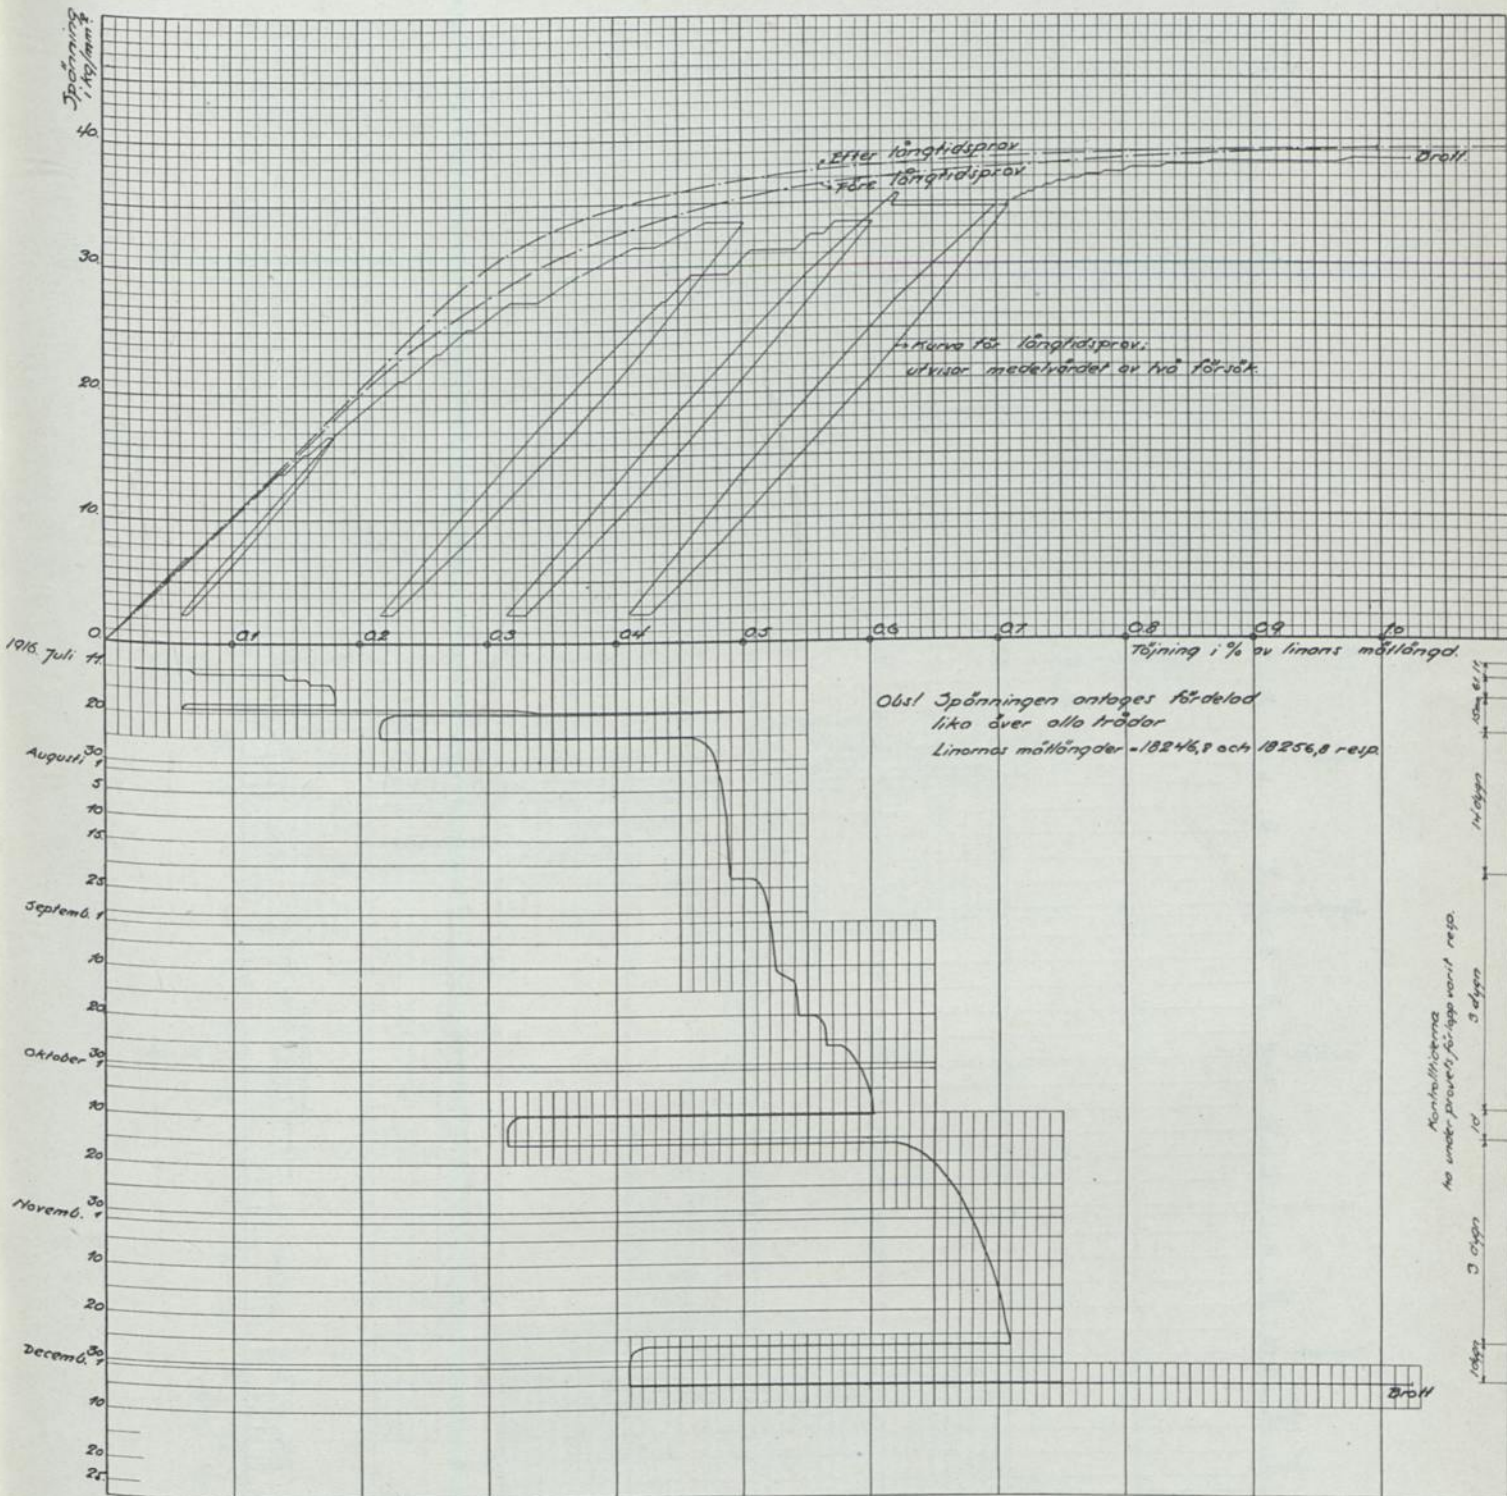 Spänning
i kg/mm²
40.
30.
20.
10.
0
Efter långtidsprov
Före långtidsprov
Brott
Kurva för långtidsprov;
utvisar medelvärdet av två försök.
0.1 0.2 0.3 0.4 0.5 0.6 0.7 0.8 0.9 1.0
Töjning i % av linans mätlängd.
Obs! Spänningen antages fördelad
lika över alla trådar
Linornas mätlängder = 18246,8 och 18256,8 resp.
1916. Juli 11.
20
30
Augusti 1
5
10
15
25
Septemb. 1
10
20
30
Oktober 1
10
20
30
Novemb. 1
10
20
30
Decemb. 1
10
20
25.
Brott
14 dygn
3 dygn
1d
3 dygn
1 dygn
Kontrolltiderna
ha under provets förlopp varit resp.